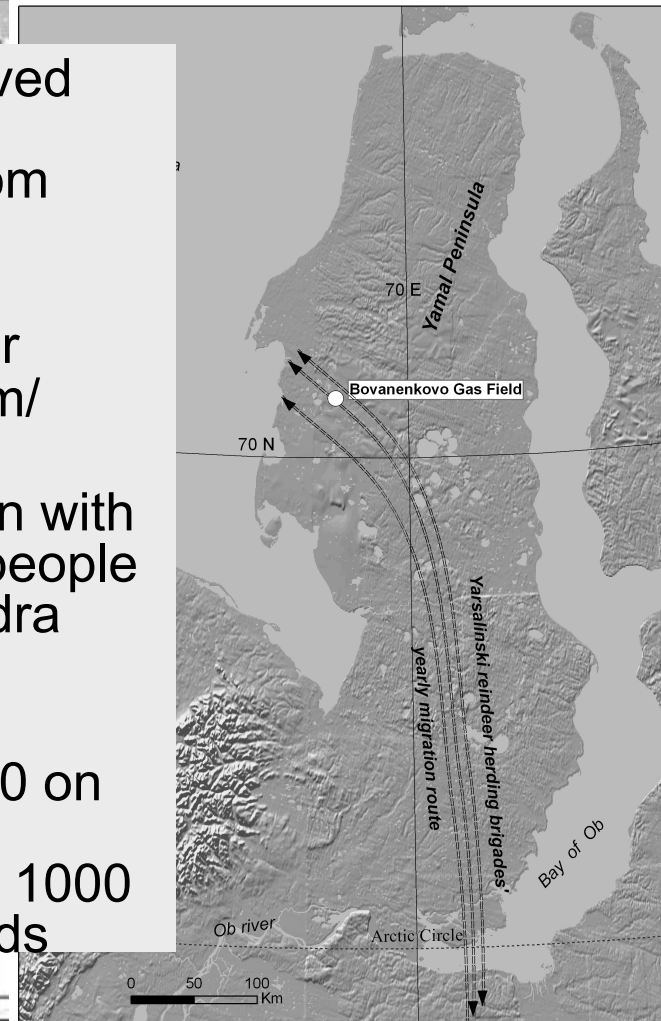 ved
om
r
m/
n with
people
dra
0 on
1000
ds
a
Yamal Peninsula
70 E
Bovanenkovo Gas Field
70 N
Yarsalinski reindeer herding brigades'
yearly migration route
Bay of Ob
Ob river
Arctic Circle
0 50 100
Km